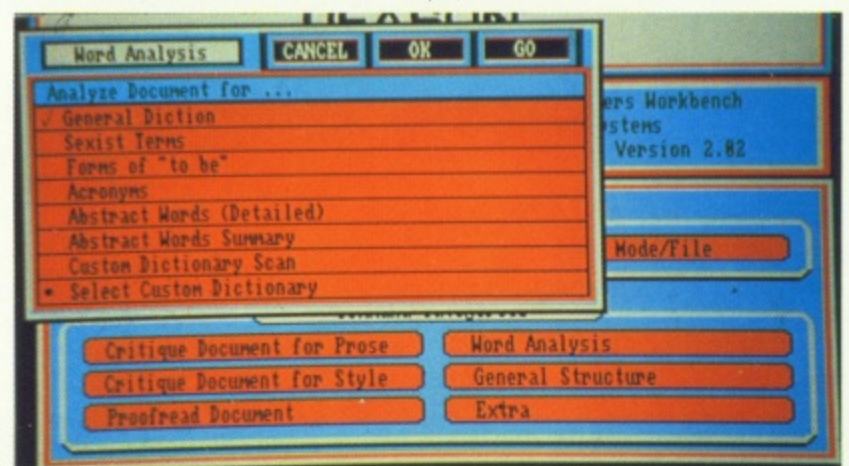 Word Analysis CANCEL OK GO
Analyze Document for ...
✓ General Diction
Sexist Terms
Forms of "to be"
Acronyms
Abstract Words (Detailed)
Abstract Words Summary
Custom Dictionary Scan
• Select Custom Dictionary
ers Workbench
stems
Version 2.02
Mode/File
Critique Document for Prose
Critique Document for Style
Proofread Document
Word Analysis
General Structure
Extra